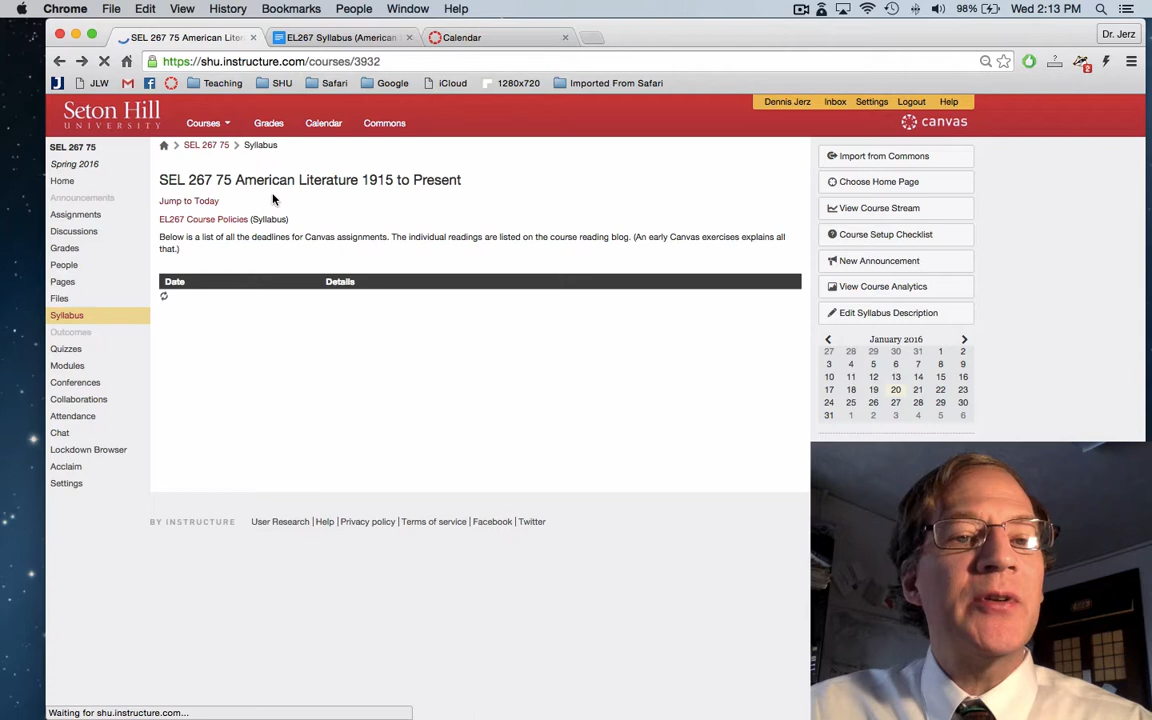 Chrome File Edit View History Bookmarks People Window Help 98% Wed 2:13 PM
SEL 267 75 American Liter EL267 Syllabus (American Calendar Dr. Jerz
https://shu.instructure.com/courses/3932
JLW Teaching SHU Safari Google iCloud 1280x720 Imported From Safari 2
Seton Hill
UNIVERSITY
Dennis Jerz Inbox Settings Logout Help
Courses Grades Calendar Commons canvas
SEL 267 75
Spring 2016
Home
Announcements
Assignments
Discussions
Grades
People
Pages
Files
Syllabus
Outcomes
Quizzes
Modules
Conferences
Collaborations
Attendance
Chat
Lockdown Browser
Acclaim
Settings
SEL 267 75 Syllabus
SEL 267 75 American Literature 1915 to Present
Jump to Today
EL267 Course Policies (Syllabus)
Below is a list of all the deadlines for Canvas assignments. The individual readings are listed on the course reading blog. (An early Canvas exercises explains all
that.)
Date Details
BY INSTRUCTURE User Research | Help | Privacy policy | Terms of service | Facebook | Twitter
Import from Commons
Choose Home Page
View Course Stream
Course Setup Checklist
New Announcement
View Course Analytics
Edit Syllabus Description
January 2016
27 28 29 30 31 1 2
3 4 5 6 7 8 9
10 11 12 13 14 15 16
17 18 19 20 21 22 23
24 25 26 27 28 29 30
31 1 2 3 4 5 6
Waiting for shu.instructure.com...